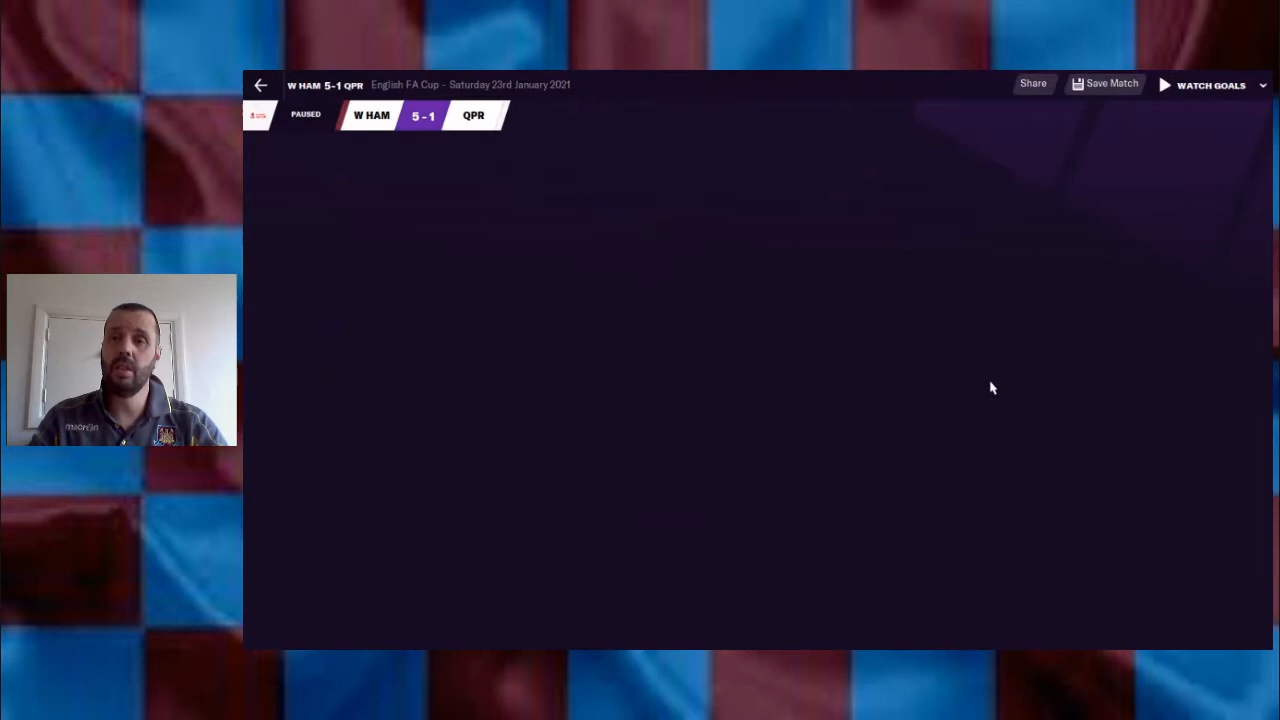 W HAM 5-1 QPR English FA Cup - Saturday 23rd January 2021 Share Save Match WATCH GOALS
PAUSED W HAM 5 - 1 QPR
macron